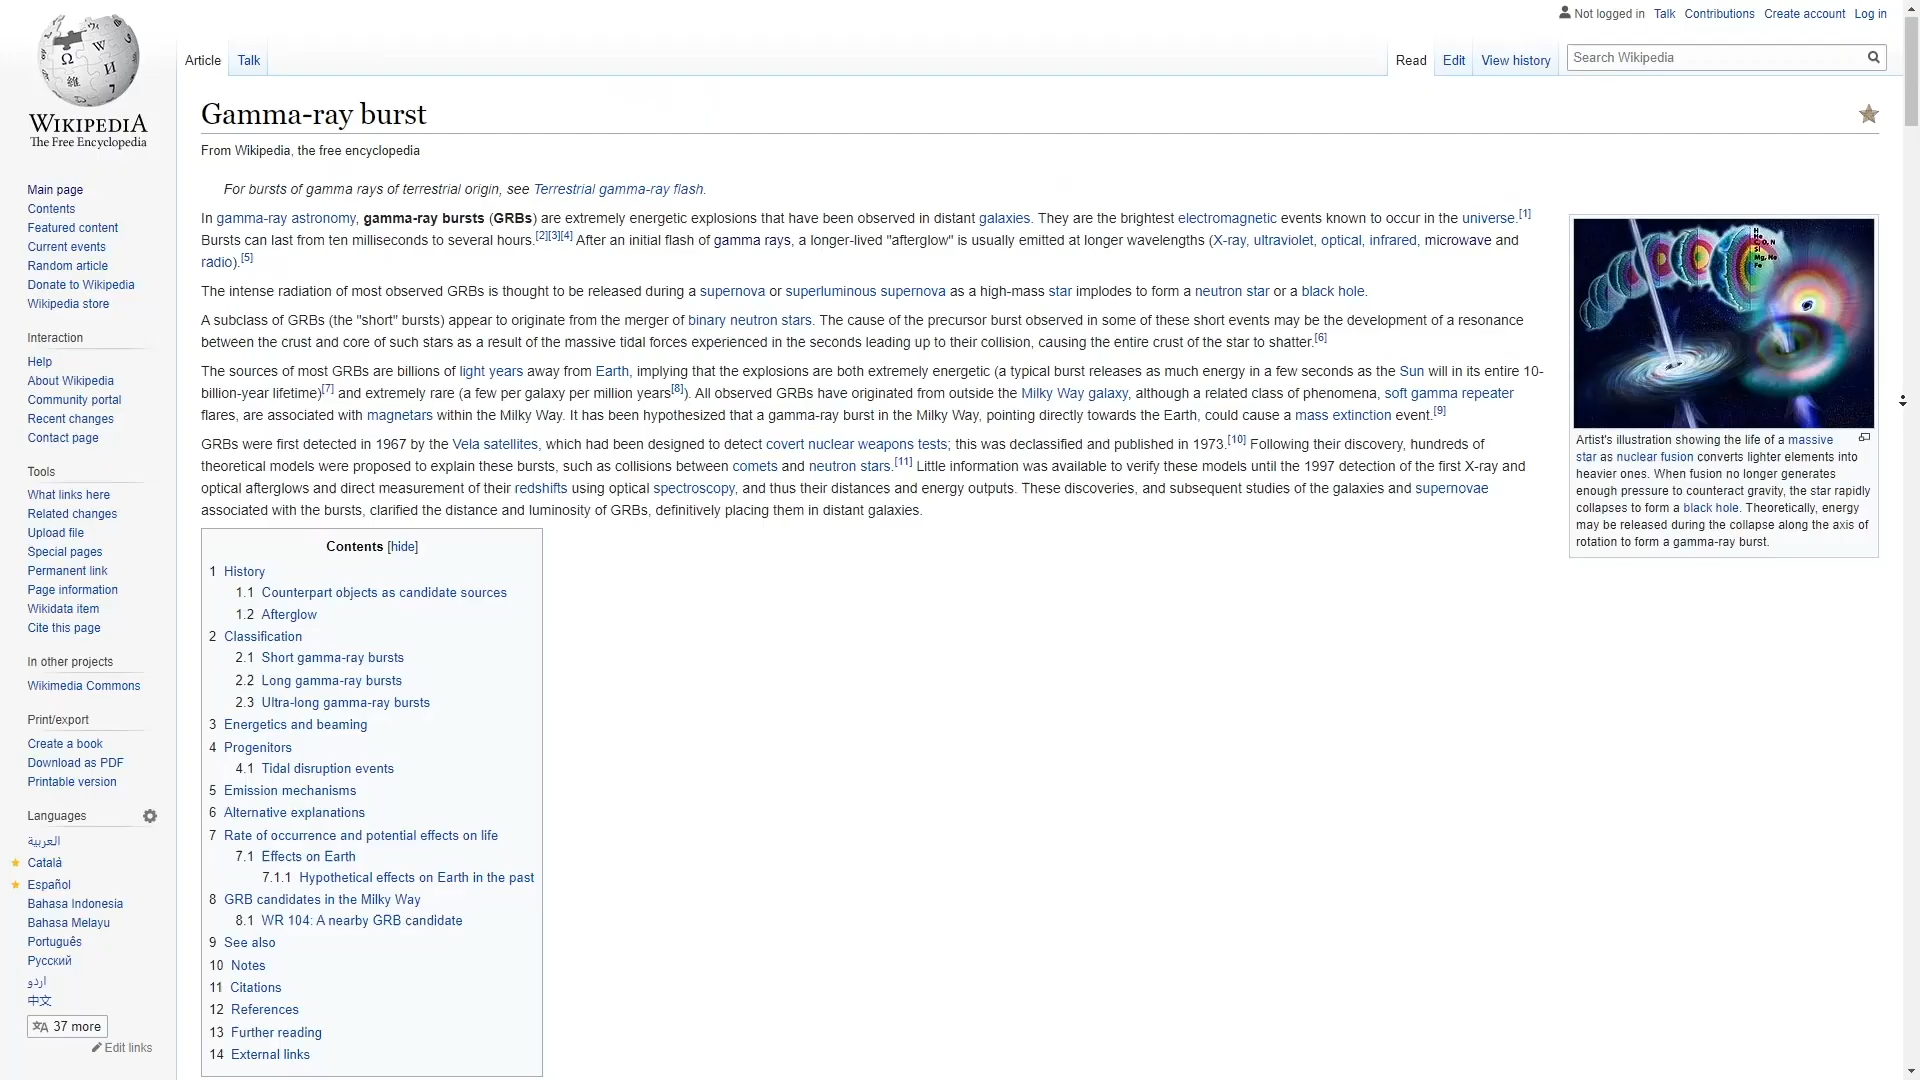 Not logged in Talk Contributions Create account Log in
Article Talk
Read Edit View history Search Wikipedia
WIKIPEDIA
The Free Encyclopedia
Main page
Contents
Featured content
Current events
Random article
Donate to Wikipedia
Wikipedia store
Interaction
Help
About Wikipedia
Community portal
Recent changes
Contact page
Tools
What links here
Related changes
Upload file
Special pages
Permanent link
Page information
Wikidata item
Cite this page
In other projects
Wikimedia Commons
Print/export
Create a book
Download as PDF
Printable version
Languages
العربية
Català
Español
Bahasa Indonesia
Bahasa Melayu
Português
Русский
اردو
中文
37 more
Edit links
Gamma-ray burst
From Wikipedia, the free encyclopedia
For bursts of gamma rays of terrestrial origin, see Terrestrial gamma-ray flash.
In gamma-ray astronomy, gamma-ray bursts (GRBs) are extremely energetic explosions that have been observed in distant galaxies. They are the brightest electromagnetic events known to occur in the universe.[1]
Bursts can last from ten milliseconds to several hours.[2][3][4] After an initial flash of gamma rays, a longer-lived "afterglow" is usually emitted at longer wavelengths (X-ray, ultraviolet, optical, infrared, microwave and
radio).[5]
The intense radiation of most observed GRBs is thought to be released during a supernova or superluminous supernova as a high-mass star implodes to form a neutron star or a black hole.
A subclass of GRBs (the "short" bursts) appear to originate from the merger of binary neutron stars. The cause of the precursor burst observed in some of these short events may be the development of a resonance
between the crust and core of such stars as a result of the massive tidal forces experienced in the seconds leading up to their collision, causing the entire crust of the star to shatter.[6]
The sources of most GRBs are billions of light years away from Earth, implying that the explosions are both extremely energetic (a typical burst releases as much energy in a few seconds as the Sun will in its entire 10-
billion-year lifetime)[7] and extremely rare (a few per galaxy per million years[8]). All observed GRBs have originated from outside the Milky Way galaxy, although a related class of phenomena, soft gamma repeater
flares, are associated with magnetars within the Milky Way. It has been hypothesized that a gamma-ray burst in the Milky Way, pointing directly towards the Earth, could cause a mass extinction event.[9]
GRBs were first detected in 1967 by the Vela satellites, which had been designed to detect covert nuclear weapons tests; this was declassified and published in 1973.[10] Following their discovery, hundreds of
theoretical models were proposed to explain these bursts, such as collisions between comets and neutron stars.[11] Little information was available to verify these models until the 1997 detection of the first X-ray and
optical afterglows and direct measurement of their redshifts using optical spectroscopy, and thus their distances and energy outputs. These discoveries, and subsequent studies of the galaxies and supernovae
associated with the bursts, clarified the distance and luminosity of GRBs, definitively placing them in distant galaxies.
Contents [hide]
1 History
1.1 Counterpart objects as candidate sources
1.2 Afterglow
2 Classification
2.1 Short gamma-ray bursts
2.2 Long gamma-ray bursts
2.3 Ultra-long gamma-ray bursts
3 Energetics and beaming
4 Progenitors
4.1 Tidal disruption events
5 Emission mechanisms
6 Alternative explanations
7 Rate of occurrence and potential effects on life
7.1 Effects on Earth
7.1.1 Hypothetical effects on Earth in the past
8 GRB candidates in the Milky Way
8.1 WR 104: A nearby GRB candidate
9 See also
10 Notes
11 Citations
12 References
13 Further reading
14 External links
H
He
C, O, N
Si
Mg, Ne
Fe
Artist's illustration showing the life of a massive
star as nuclear fusion converts lighter elements into
heavier ones. When fusion no longer generates
enough pressure to counteract gravity, the star rapidly
collapses to form a black hole. Theoretically, energy
may be released during the collapse along the axis of
rotation to form a gamma-ray burst.